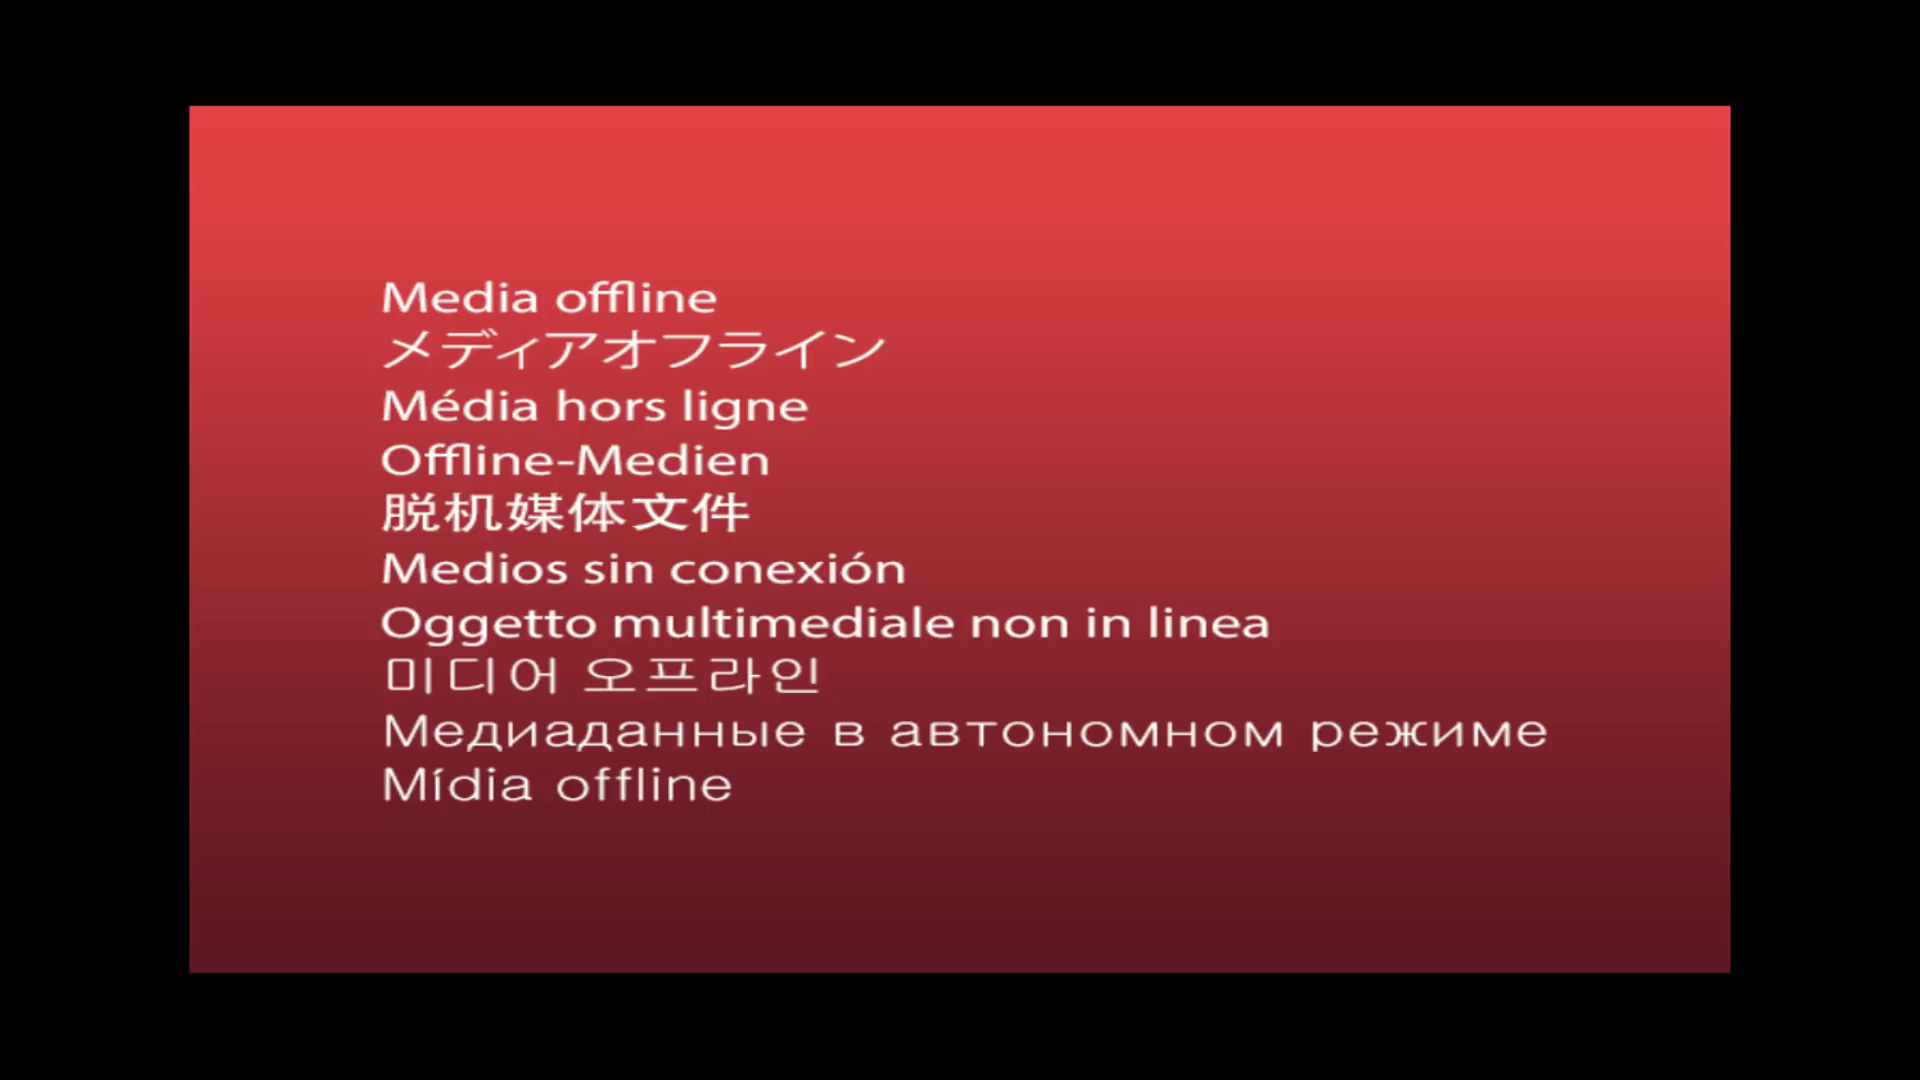 Media offline
メディアオフライン
Média hors ligne
Offline-Medien
脱机媒体文件
Medios sin conexión
Oggetto multimediale non in linea
미디어 오프라인
Медиаданные в автономном режиме
Mídia offline